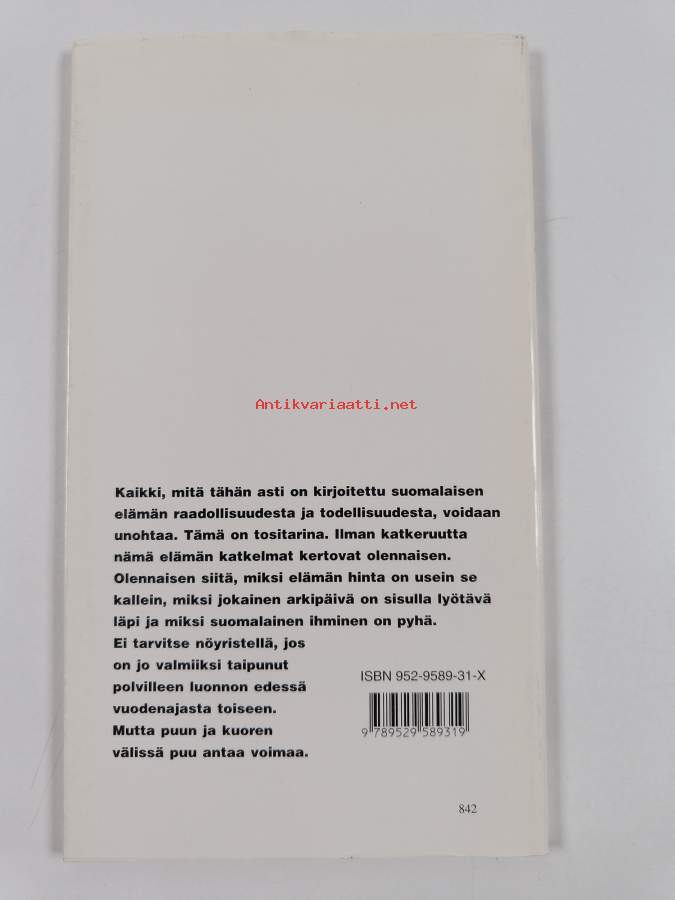 Antikvariaatti.net
Kaikki, mitä tähän asti on kirjoitettu suomalaisen
elämän raadollisuudesta ja todellisuudesta, voidaan
unohtaa. Tämä on tositarina. Ilman katkeruutta
nämä elämän katkelmat kertovat olennaisen.
Olennaisen siitä, miksi elämän hinta on usein se
kallein, miksi jokainen arkipäivä on sisulla lyötävä
läpi ja miksi suomalainen ihminen on pyhä.
Ei tarvitse nöyristellä, jos
on jo valmiiksi taipunut
polvilleen luonnon edessä
vuodenajasta toiseen.
Mutta puun ja kuoren
välissä puu antaa voimaa.
ISBN 952-9589-31-X
9 789529 589319
842